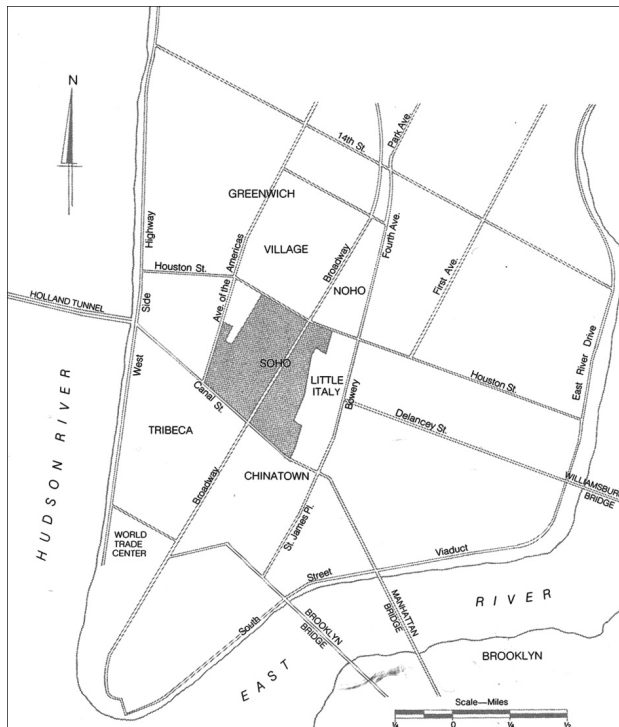 N
14th St.
Park Ave.
GREENWICH
VILLAGE
Highway
Side
West
Houston St.
Ave. of the Americas
Broadway
NOHO
Fourth Ave.
First Ave.
HOLLAND TUNNEL
East River Drive
SOHO
LITTLE
ITALY
Houston St.
Bowery
Canal St.
Delancey St.
HUDSON RIVER
TRIBECA
CHINATOWN
Broadway
WILLIAMSBURG
BRIDGE
St. James Pl.
WORLD
TRADE
CENTER
Viaduct
Street
South
MANHATTAN
BRIDGE
BROOKLYN
BRIDGE
EAST
RIVER
BROOKLYN
Scale—Miles
¼
0
¼
½